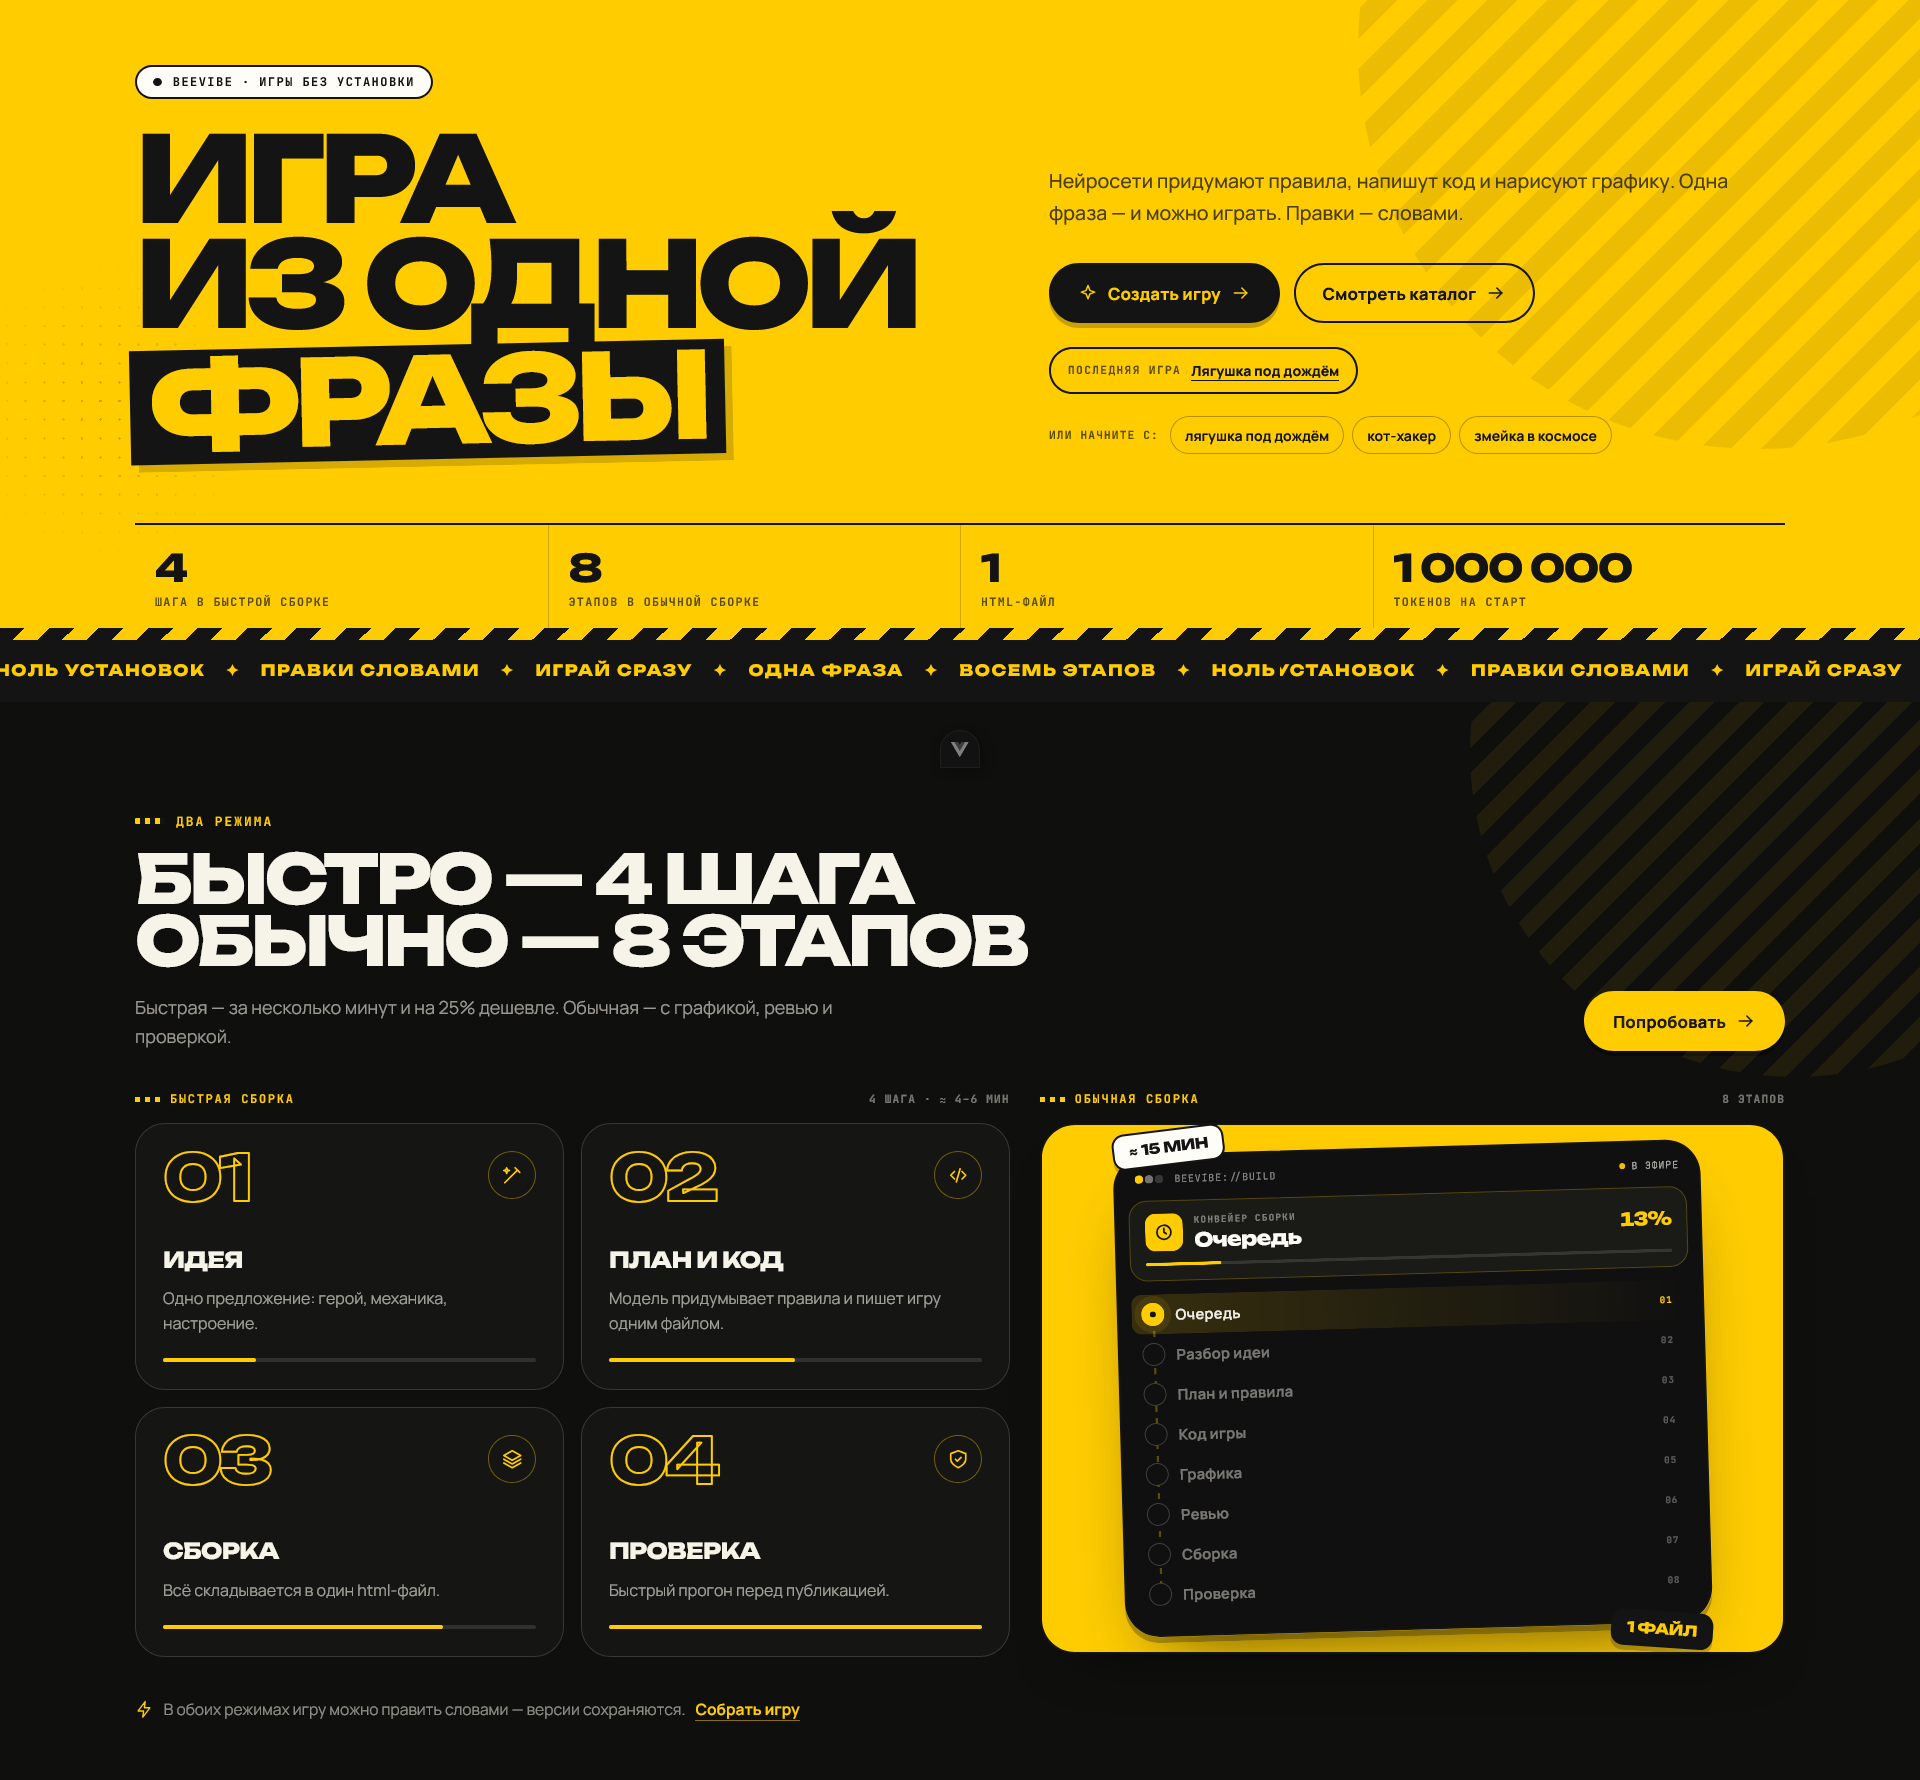 BEEVIBE · ИГРЫ БЕЗ УСТАНОВКИ
ИГРА
ИЗ ОДНОЙ
ФРАЗЫ
Нейросети придумают правила, напишут код и нарисуют графику. Одна
фраза — и можно играть. Правки — словами.
Создать игру →
Смотреть каталог →
ПОСЛЕДНЯЯ ИГРА Лягушка под дождём
ИЛИ НАЧНИТЕ С: лягушка под дождём кот-хакер змейка в космосе
4
ШАГА В БЫСТРОЙ СБОРКЕ
8
ЭТАПОВ В ОБЫЧНОЙ СБОРКЕ
1
HTML-ФАЙЛ
1 000 000
ТОКЕНОВ НА СТАРТ
НОЛЬ УСТАНОВОК ✦ ПРАВКИ СЛОВАМИ ✦ ИГРАЙ СРАЗУ ✦ ОДНА ФРАЗА ✦ ВОСЕМЬ ЭТАПОВ ✦ НОЛЬ УСТАНОВОК ✦ ПРАВКИ СЛОВАМИ ✦ ИГРАЙ СРАЗУ
ДВА РЕЖИМА
БЫСТРО — 4 ШАГА
ОБЫЧНО — 8 ЭТАПОВ
Быстрая — за несколько минут и на 25% дешевле. Обычная — с графикой, ревью и
проверкой.
Попробовать →
БЫСТРАЯ СБОРКА
4 ШАГА · ≈ 4–6 МИН
01
ИДЕЯ
Одно предложение: герой, механика,
настроение.
02
ПЛАН И КОД
Модель придумывает правила и пишет игру
одним файлом.
03
СБОРКА
Всё складывается в один html-файл.
04
ПРОВЕРКА
Быстрый прогон перед публикацией.
ОБЫЧНАЯ СБОРКА
8 ЭТАПОВ
≈ 15 МИН
BEEVIBE://BUILD
В ЭФИРЕ
КОНВЕЙЕР СБОРКИ
Очередь
13%
Очередь 01
Разбор идеи 02
План и правила 03
Код игры 04
Графика 05
Ревью 06
Сборка 07
Проверка 08
1 ФАЙЛ
В обоих режимах игру можно править словами — версии сохраняются. Собрать игру